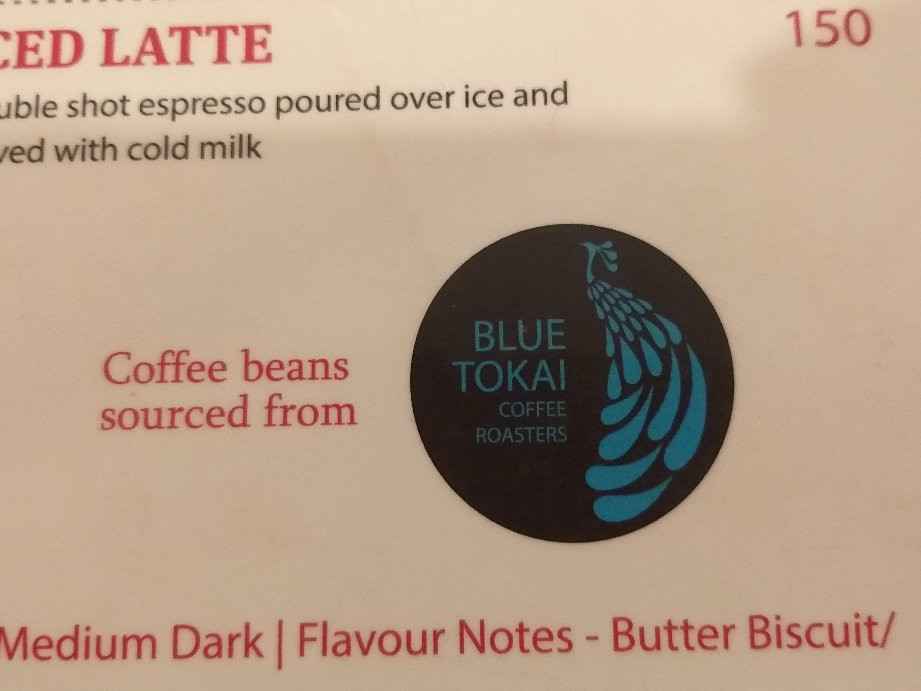 CED LATTE 150
uble shot espresso poured over ice and
ved with cold milk
Coffee beans
sourced from
BLUE
TOKAI
COFFEE
ROASTERS
Medium Dark | Flavour Notes - Butter Biscuit/